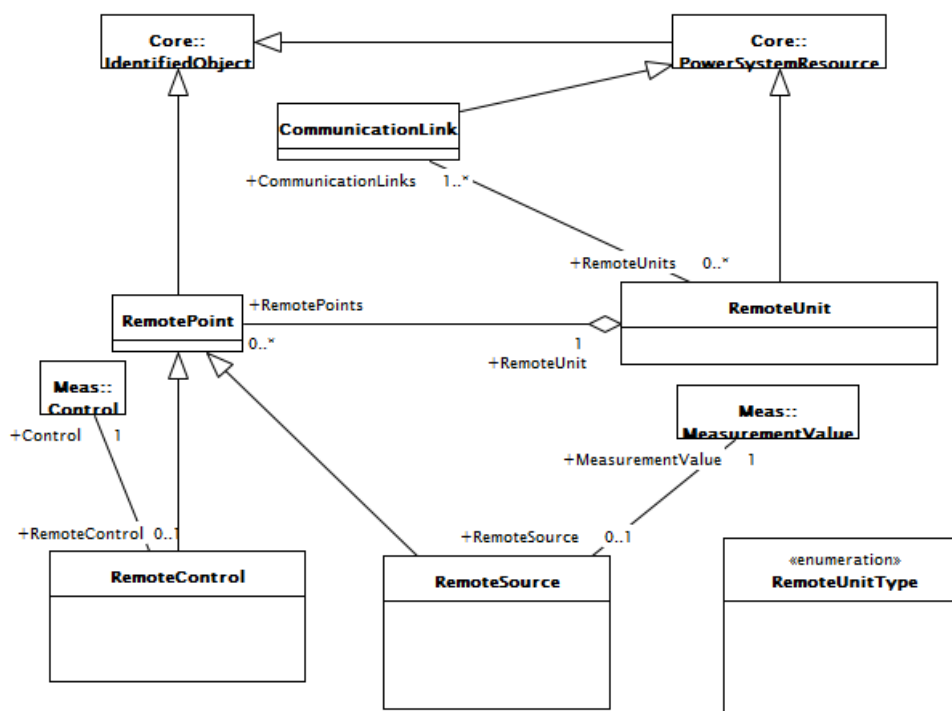 Core::
IdentifiedObject
Core::
PowerSystemResource
CommunicationLink
+CommunicationLinks 1..*
+RemoteUnits 0..*
RemotePoint
+RemotePoints
0..*
1
+RemoteUnit
RemoteUnit
Meas::
Control
+Control 1
Meas::
MeasurementValue
+MeasurementValue 1
+RemoteControl 0..1
+RemoteSource 0..1
RemoteControl
RemoteSource
«enumeration»
RemoteUnitType